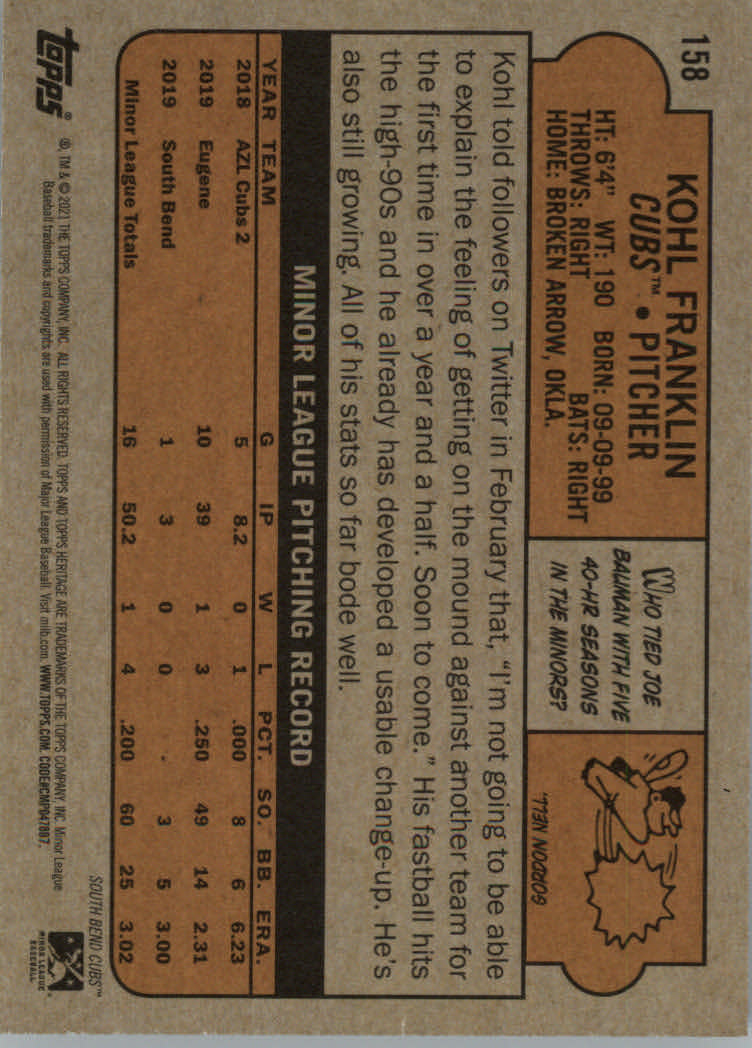 158
KOHL FRANKLIN
CUBS™ • PITCHER
HT: 6'4" WT: 190 BORN: 09-09-99
THROWS: RIGHT BATS: RIGHT
HOME: BROKEN ARROW, OKLA.
WHO TIED JOE
BAUMAN WITH FIVE
40-HR SEASONS
IN THE MINORS?
GORDON NELL.
Kohl told followers on Twitter in February that, "I'm not going to be able
to explain the feeling of getting on the mound against another team for
the first time in over a year and a half. Soon to come." His fastball hits
the high-90s and he already has developed a usable change-up. He's
also still growing. All of his stats so far bode well.
MINOR LEAGUE PITCHING RECORD
YEAR TEAM G IP W L PCT. SO. BB. ERA.
2018 AZL Cubs 2 5 8.2 0 1 .000 8 6 6.23
2019 Eugene 10 39 1 3 .250 49 14 2.31
2019 South Bend 1 3 0 0 . 3 5 3.00
Minor League Totals 16 50.2 1 4 .200 60 25 3.02
SOUTH BEND CUBS™
topps®
®, TM & © 2021 THE TOPPS COMPANY, INC. ALL RIGHTS RESERVED. TOPPS AND TOPPS HERITAGE ARE TRADEMARKS OF THE TOPPS COMPANY, INC. Minor League
Baseball trademarks and copyrights are used with permission of Major League Baseball. Visit milb.com. WWW.TOPPS.COM. CODE#CMP047807.
MINOR LEAGUE
BASEBALL